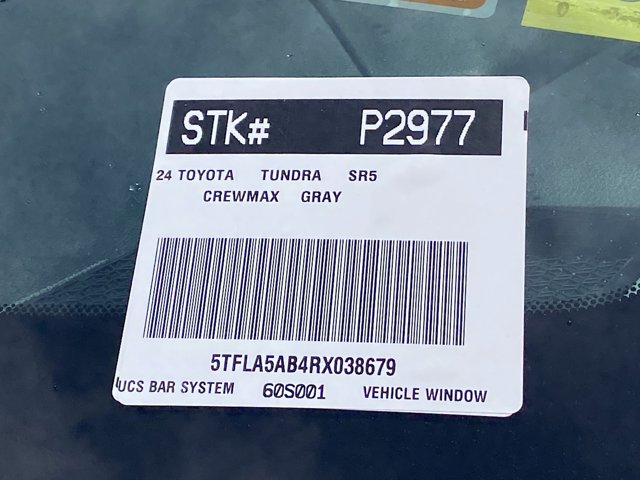 STK# P2977
24 TOYOTA TUNDRA SR5
CREWMAX GRAY
5TFLA5AB4RX038679
UCS BAR SYSTEM 60S001 VEHICLE WINDOW